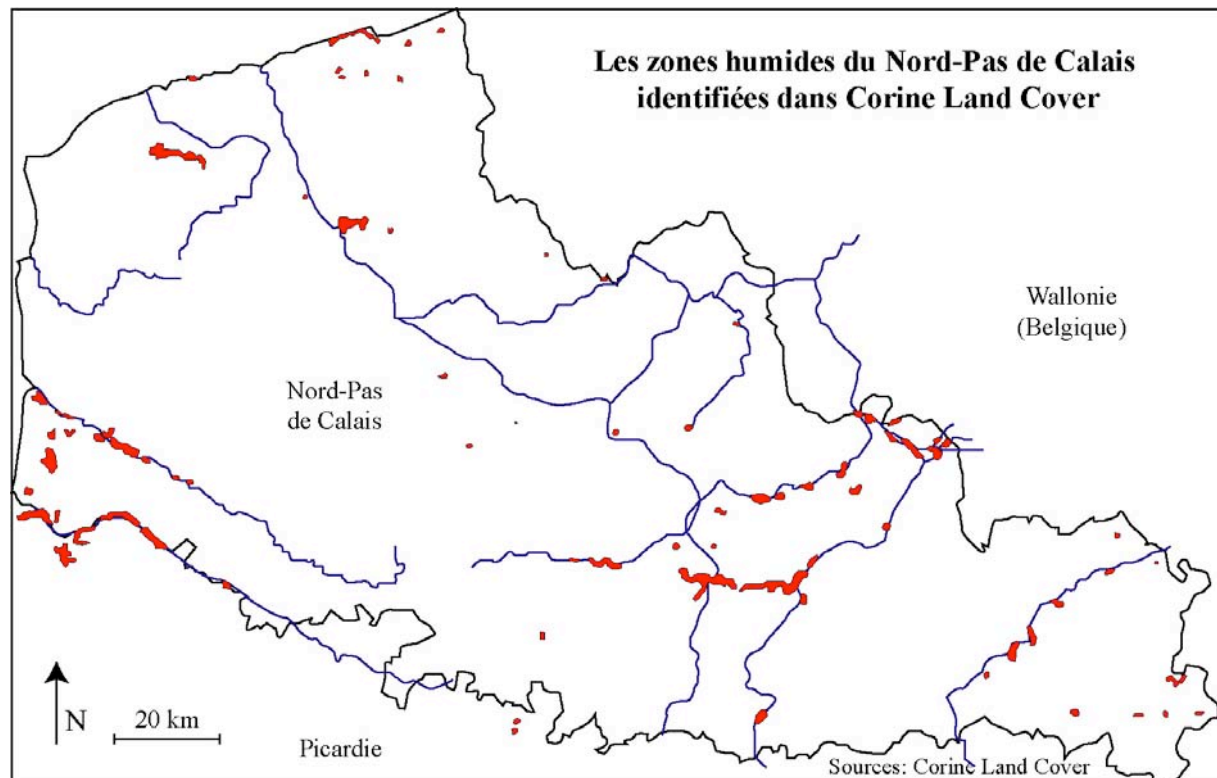 Les zones humides du Nord-Pas de Calais
identifiées dans Corine Land Cover
Wallonie
(Belgique)
Nord-Pas
de Calais
N
20 km
Picardie
Sources: Corine Land Cover